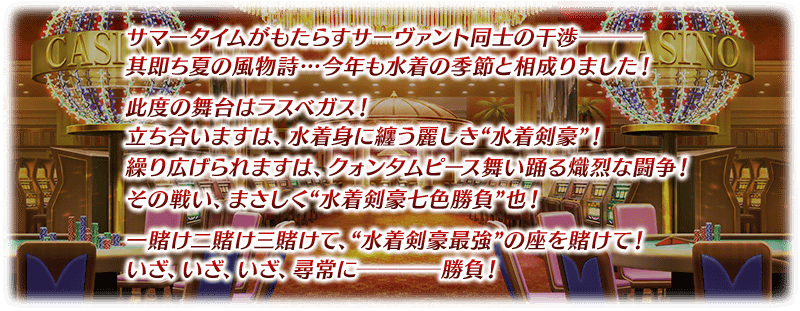 CASINO
CASINO
サマータイムがもたらすサーヴァント同士の干渉━━━
其即ち夏の風物詩…今年も水着の季節と相成りました！
此度の舞台はラスベガス！
立ち合いますは、水着身に纏う麗しき“水着剣豪”！
繰り広げられますは、クォンタムピース舞い踊る熾烈な闘争！
その戦い、まさしく“水着剣豪七色勝負”也！
一賭け二賭け三賭けて、“水着剣豪最強”の座を賭けて！
いざ、いざ、いざ、尋常に━━━━勝負！